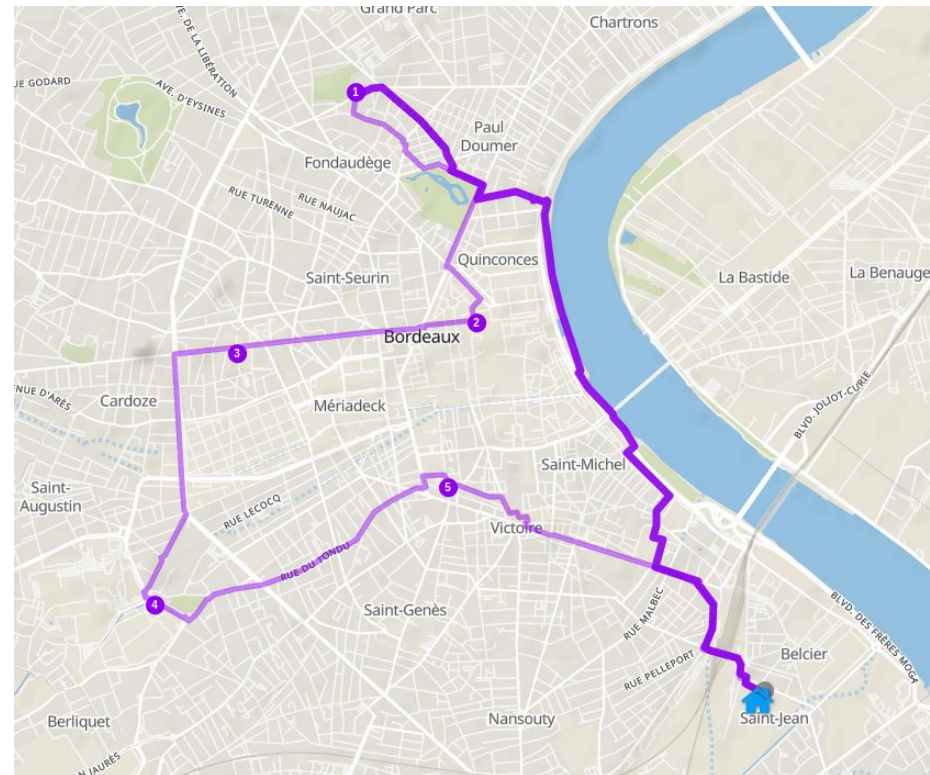 Grand Parc
Chartrons
VE. DE LA LIBÉRATION
UE GODARD
AVE. D'EYSINES
1
Paul
Doumer
Fondaudège
RUE TURENNE
RUE NAUJAC
Quinconces
Saint-Seurin
La Bastide
La Benauge
2
Bordeaux
3
ENUE D'ARÈS
Cardoze
Mériadeck
BLVD. JOLIOT-CURIE
Saint-Michel
Saint-
Augustin
5
RUE LECOCQ
Victoire
RUE DU TONDU
4
Saint-Genès
RUE MALBEC
BLVD. DES FRÈRES MOGA
RUE PELLEPORT
Belcier
Berliquet
Nansouty
Saint-Jean
AN JAURÈS